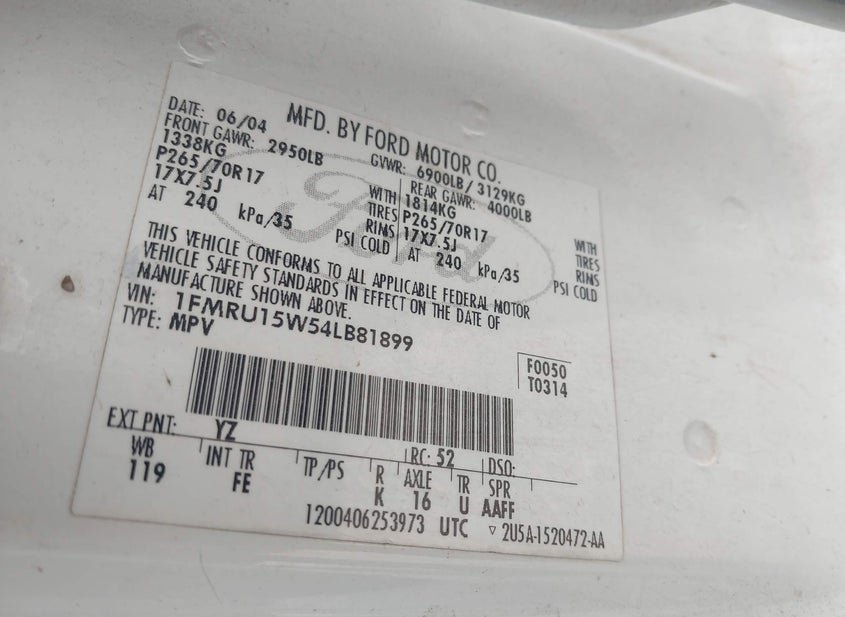 MFD. BY FORD MOTOR CO.
DATE: 06/04 GVWR: 6900LB/ 3129KG
FRONT GAWR: 2950LB REAR GAWR: 4000LB
1338KG WITH 1814KG WITH
P265/70R17 TIRES P265/70R17 TIRES
17X7.5J RIMS 17X7.5J RIMS
AT 240 kPa/35 PSI COLD AT 240 kPa/35 PSI COLD
THIS VEHICLE CONFORMS TO ALL APPLICABLE FEDERAL MOTOR
VEHICLE SAFETY STANDARDS IN EFFECT ON THE DATE OF
MANUFACTURE SHOWN ABOVE.
VIN: 1FMRU15W54LB81899
TYPE: MPV
F0050
T0314
Ford
EXT PNT: YZ RC: 52 DSO:
WB INT TR TP/PS R AXLE TR SPR
119 FE K 16 U AAFF
1200406253973 UTC ▽ 2U5A-1520472-AA